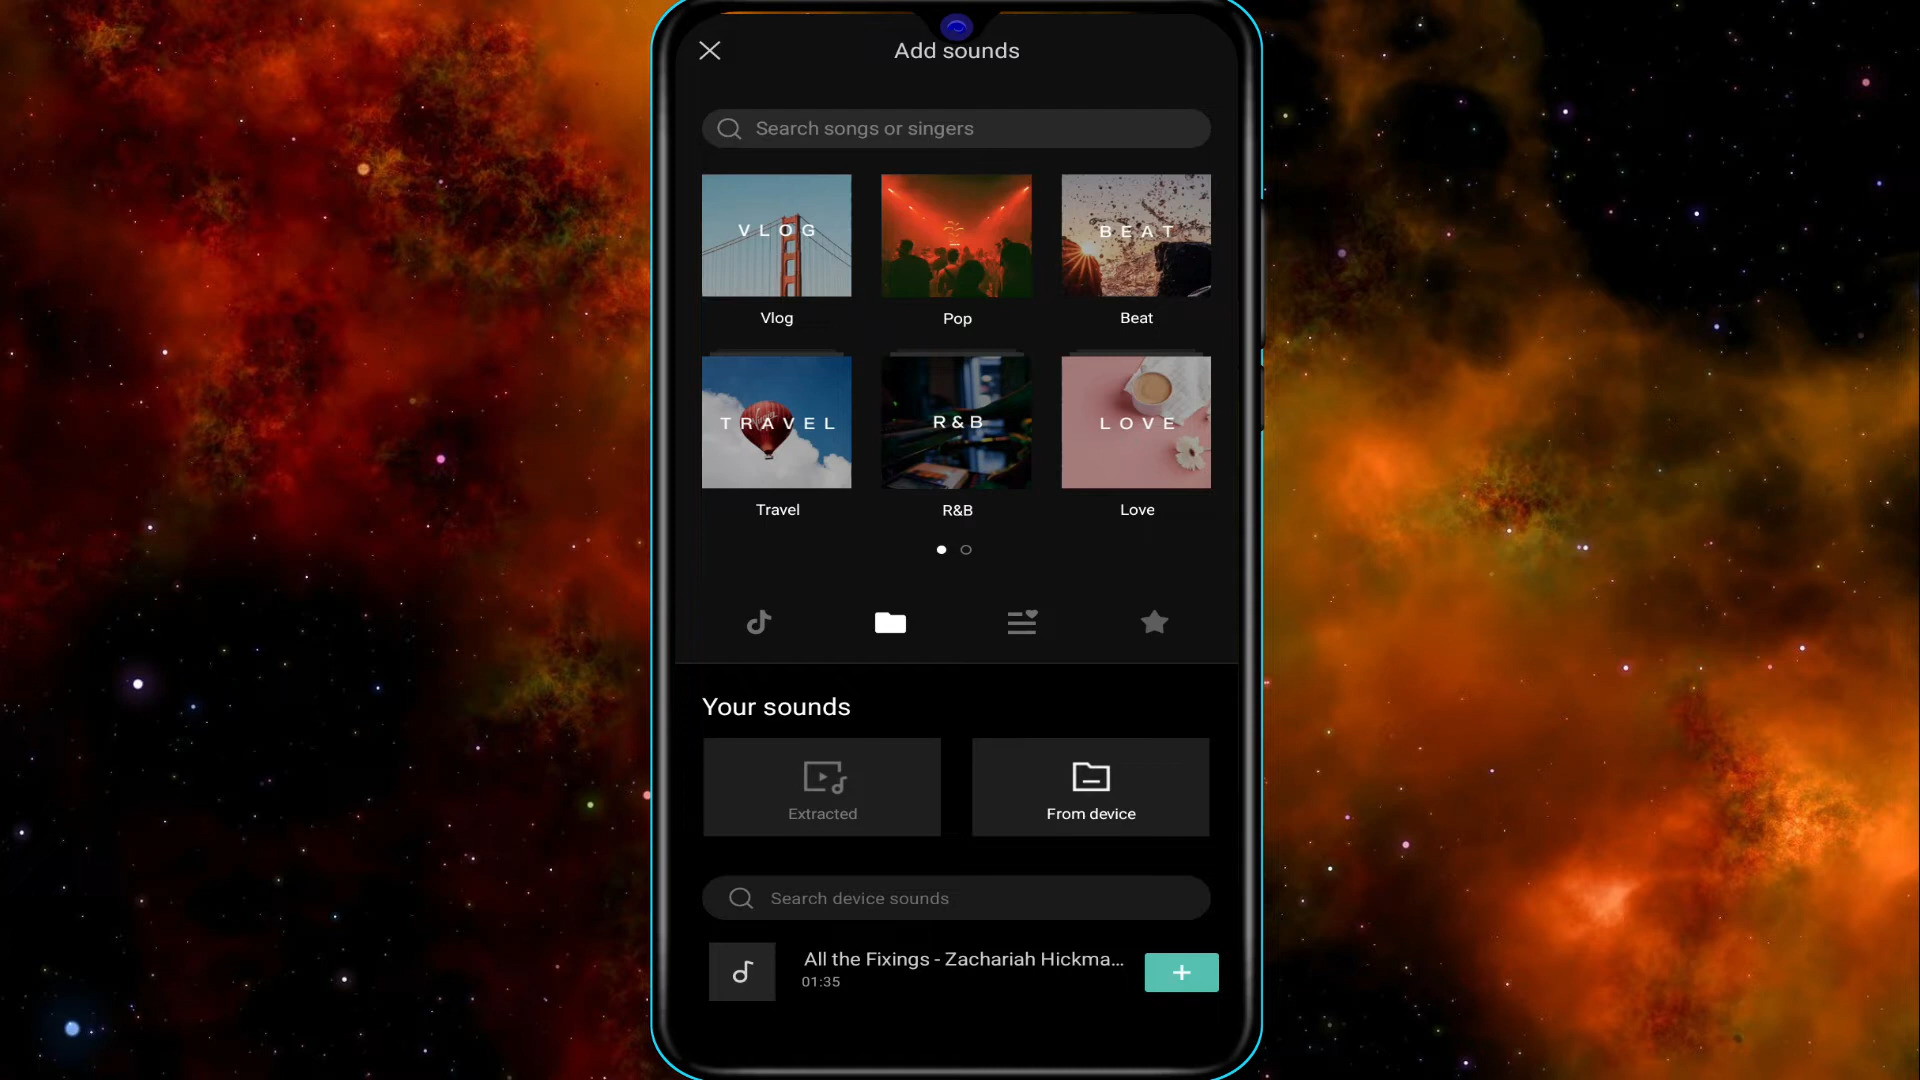 Add sounds
Search songs or singers
VLOG
BEAT
Vlog
Pop
Beat
TRAVEL
R&B
LOVE
Travel
R&B
Love
Your sounds
Extracted
From device
Search device sounds
All the Fixings - Zachariah Hickma...
01:35